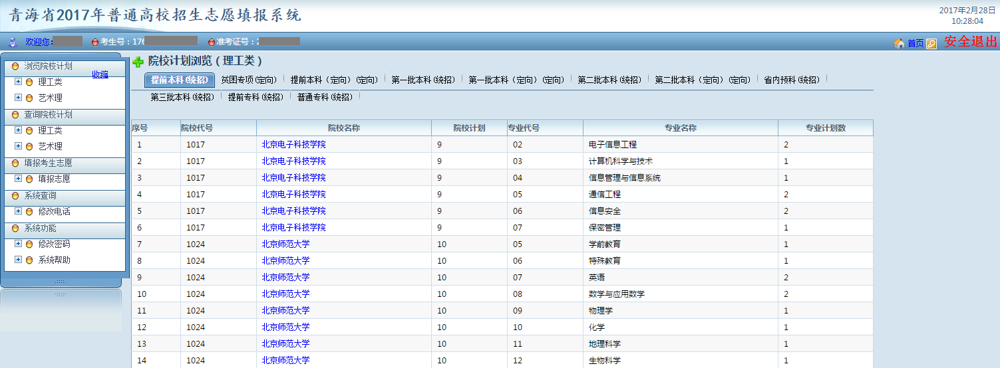 青海省2017年普通高校招生志愿填报系统
2017年2月28日
10:28:04
欢迎您: 考生号：176 准考证号：2 首页 安全退出
浏览院校计划
收缩
理工类
艺术理
查询院校计划
理工类
艺术理
填报考生志愿
填报志愿
系统查询
修改电话
系统功能
修改密码
系统帮助
院校计划浏览（理工类）
提前本科(统招) 贫困专项(定向) 提前本科（定向）(定向) 第一批本科(统招) 第一批本科（定向）(定向) 第二批本科(统招) 第二批本科（定向）(定向) 省内预科(统招)
第三批本科(统招) 提前专科(统招) 普通专科(统招)
序号 院校代号 院校名称 院校计划 专业代号 专业名称 专业计划数
1 1017 北京电子科技学院 9 02 电子信息工程 2
2 1017 北京电子科技学院 9 03 计算机科学与技术 1
3 1017 北京电子科技学院 9 04 信息管理与信息系统 1
4 1017 北京电子科技学院 9 05 通信工程 2
5 1017 北京电子科技学院 9 06 信息安全 2
6 1017 北京电子科技学院 9 07 保密管理 1
7 1024 北京师范大学 10 05 学前教育 1
8 1024 北京师范大学 10 06 特殊教育 1
9 1024 北京师范大学 10 07 英语 2
10 1024 北京师范大学 10 08 数学与应用数学 2
11 1024 北京师范大学 10 09 物理学 1
12 1024 北京师范大学 10 10 化学 1
13 1024 北京师范大学 10 11 地理科学 1
14 1024 北京师范大学 10 12 生物科学 1